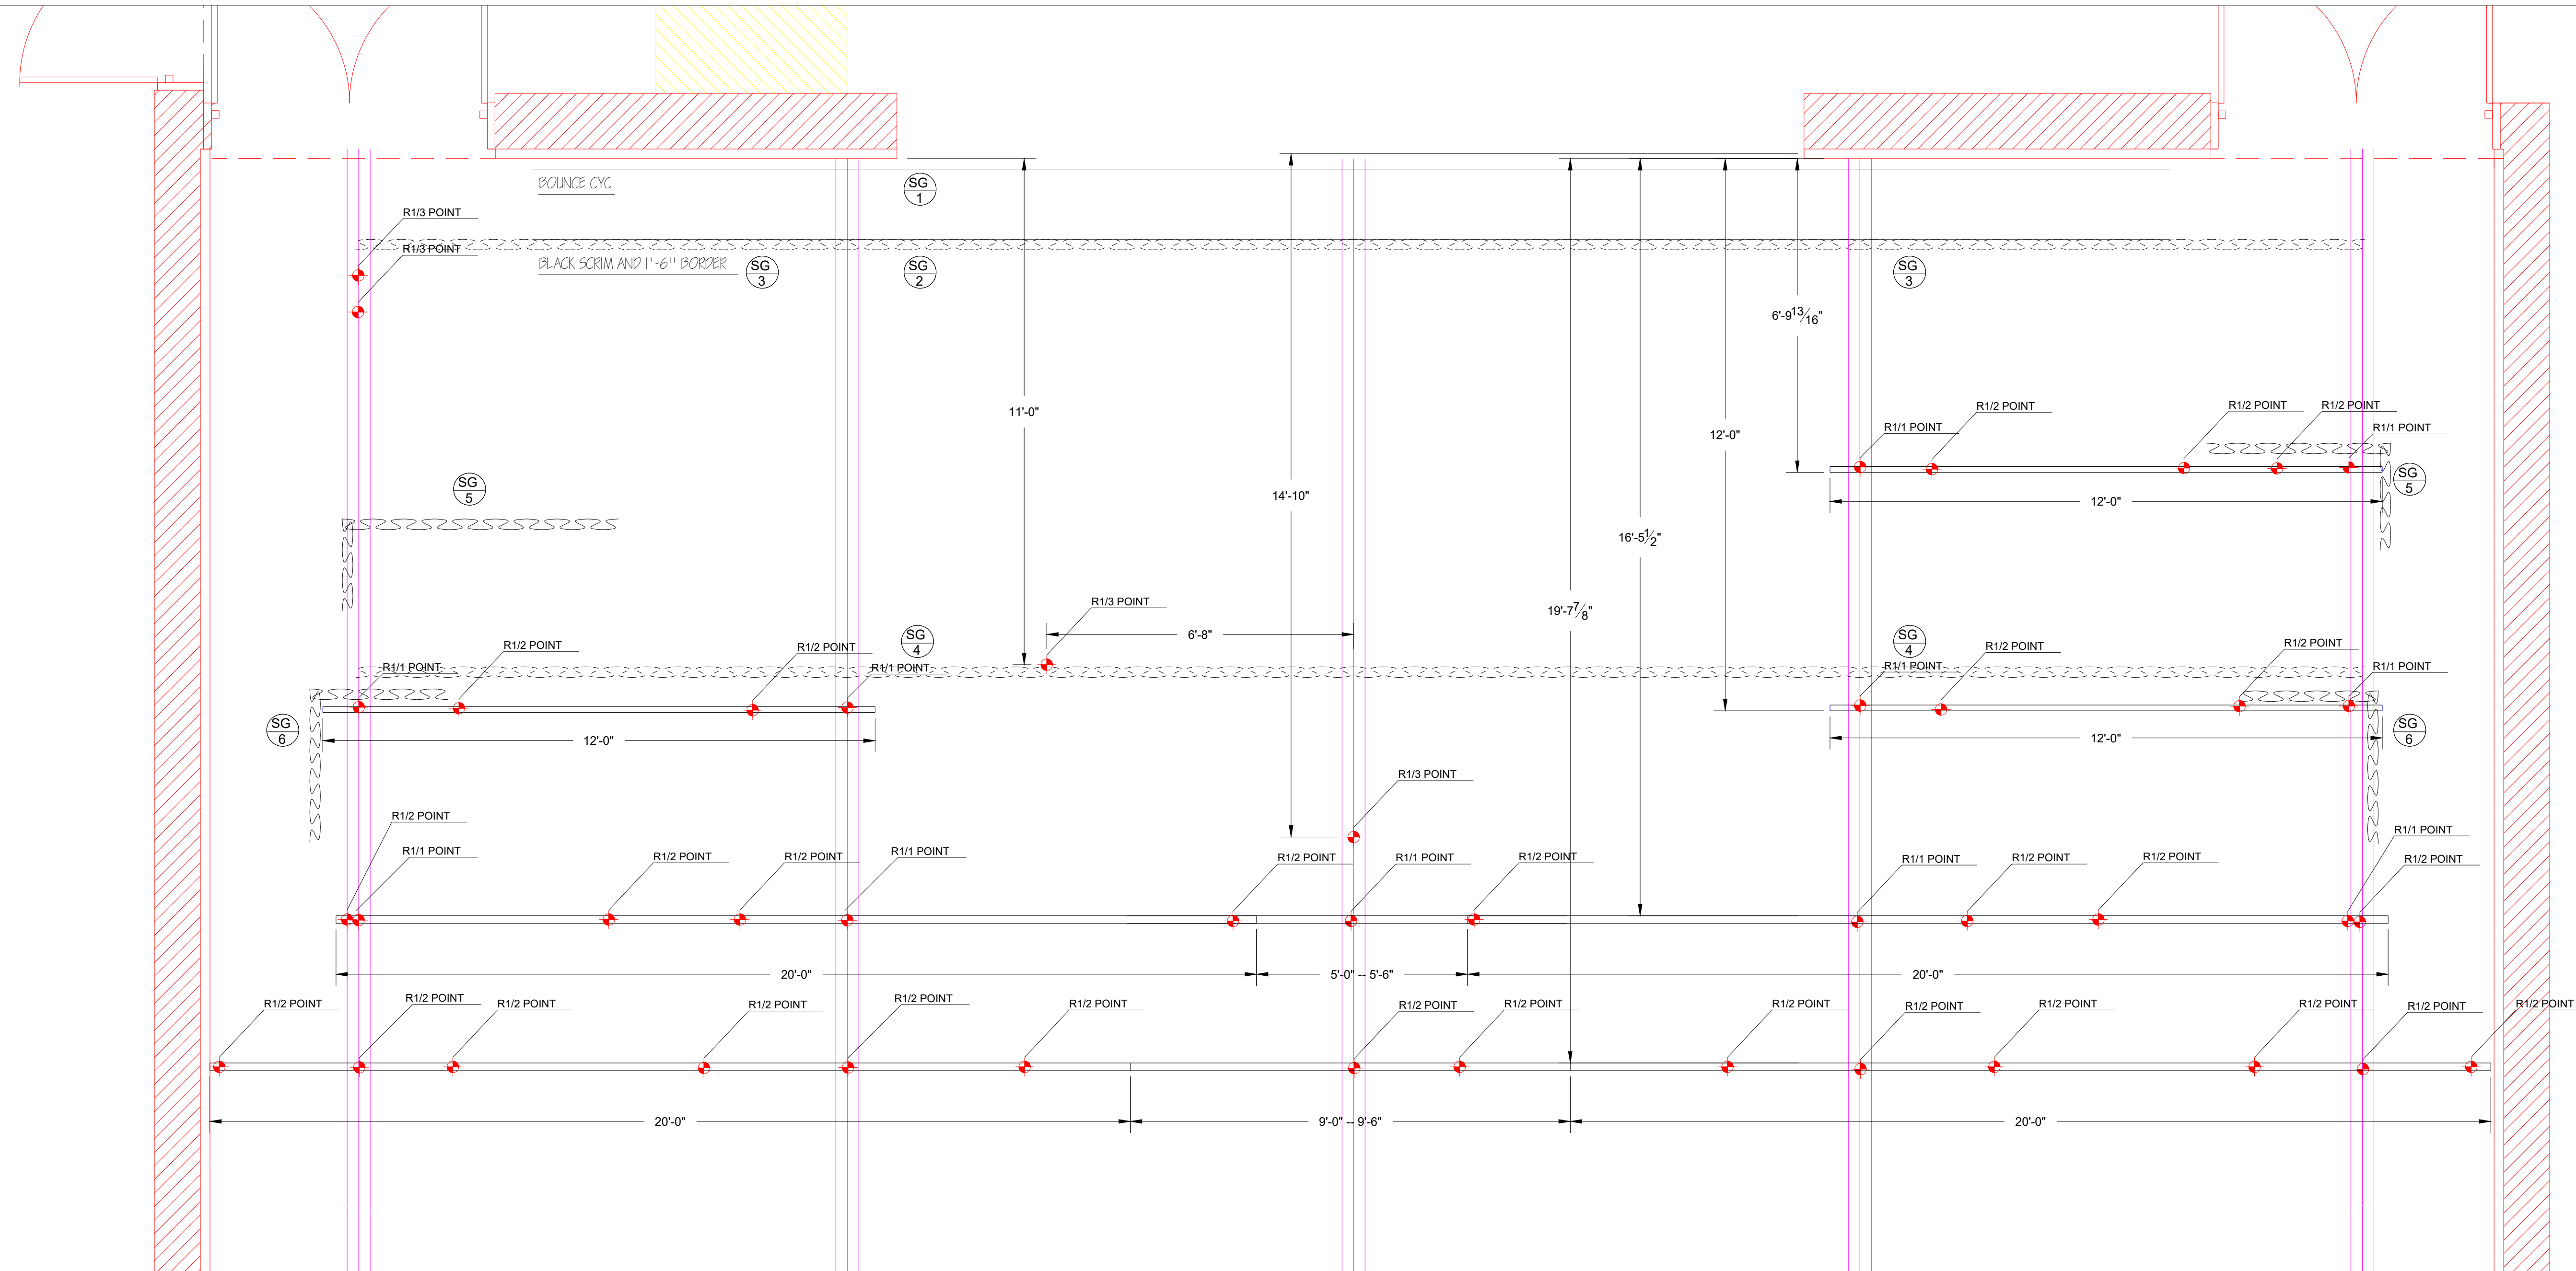 BOUNCE CYC
SG
1
R1/3 POINT
R1/3 POINT
BLACK SCRIM AND 1'-6" BORDER
SG
3
SG
2
SG
3
6'-9 13/16"
11'-0"
12'-0"
R1/1 POINT
R1/2 POINT
R1/2 POINT
R1/2 POINT
R1/1 POINT
SG
5
SG
5
14'-10"
12'-0"
16'-5 1/2"
19'-7 7/8"
R1/3 POINT
6'-8"
R1/1 POINT
R1/2 POINT
R1/2 POINT
SG
4
R1/1 POINT
SG
4
R1/1 POINT
R1/2 POINT
R1/2 POINT
R1/1 POINT
SG
6
12'-0"
12'-0"
SG
6
R1/3 POINT
R1/2 POINT
R1/1 POINT
R1/2 POINT
R1/2 POINT
R1/1 POINT
R1/2 POINT
R1/1 POINT
R1/2 POINT
R1/1 POINT
R1/2 POINT
R1/2 POINT
R1/1 POINT
R1/2 POINT
20'-0"
5'-0" -- 5'-6"
20'-0"
R1/2 POINT
R1/2 POINT
R1/2 POINT
R1/2 POINT
R1/2 POINT
R1/2 POINT
R1/2 POINT
R1/2 POINT
R1/2 POINT
R1/2 POINT
R1/2 POINT
R1/2 POINT
R1/2 POINT
R1/2 POINT
20'-0"
9'-0" -- 9'-6"
20'-0"